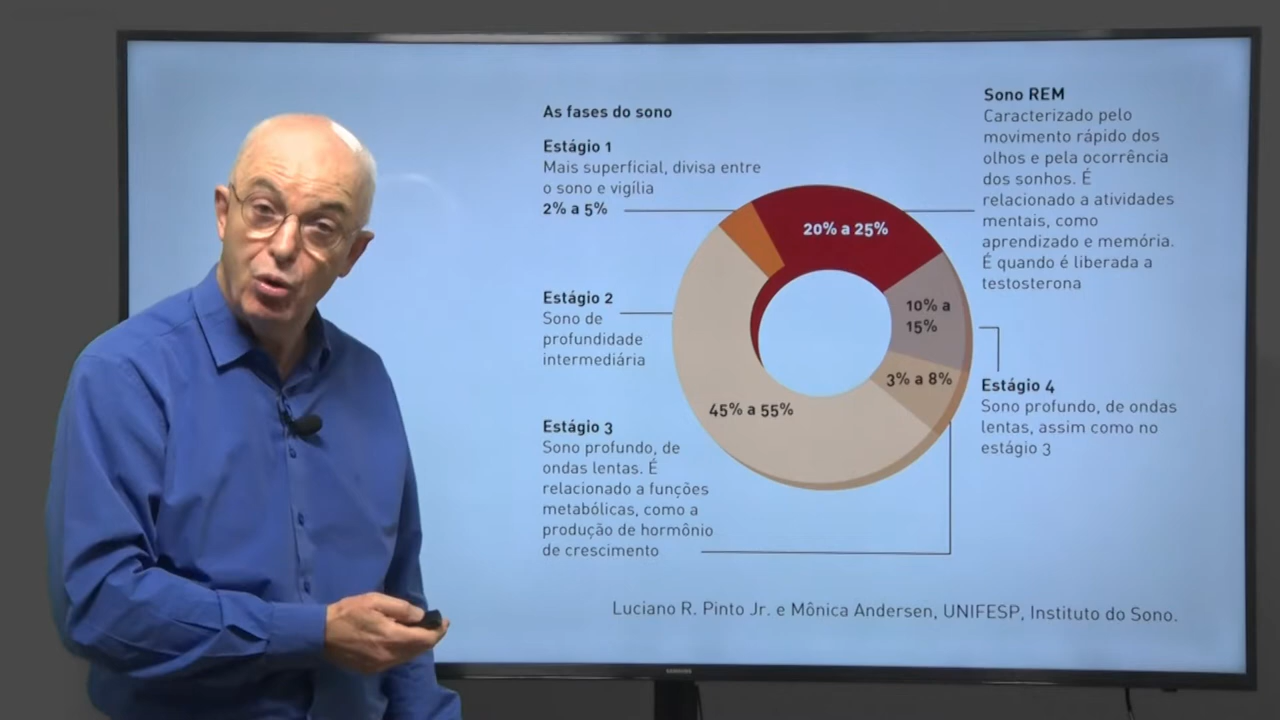 As fases do sono
Estágio 1
Mais superficial, divisa entre
o sono e vigília
2% a 5%
Estágio 2
Sono de
profundidade
intermediária
Estágio 3
Sono profundo, de
ondas lentas. É
relacionado a funções
metabólicas, como a
produção de hormônio
de crescimento
20% a 25%
10% a
15%
3% a 8%
45% a 55%
Sono REM
Caracterizado pelo
movimento rápido dos
olhos e pela ocorrência
dos sonhos. É
relacionado a atividades
mentais, como
aprendizado e memória.
É quando é liberada a
testosterona
Estágio 4
Sono profundo, de ondas
lentas, assim como no
estágio 3
Luciano R. Pinto Jr. e Mônica Andersen, UNIFESP, Instituto do Sono.
SAMSUNG